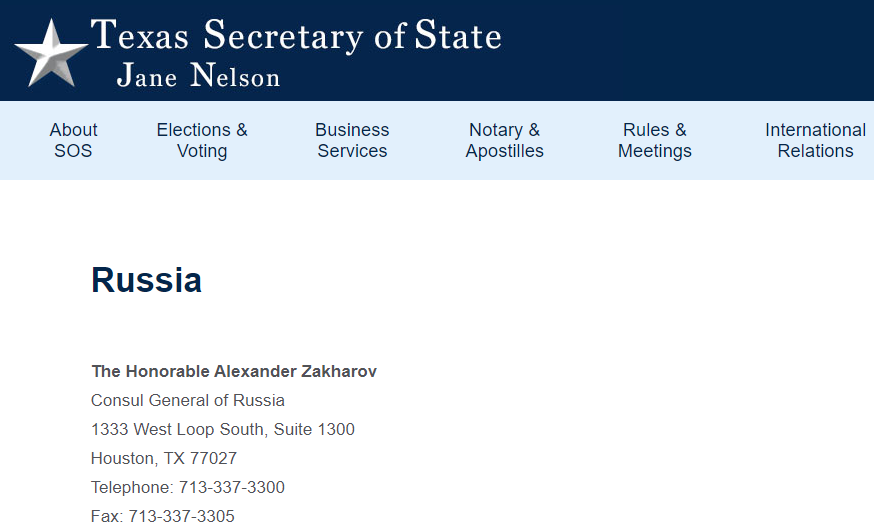 Texas Secretary of State
Jane Nelson
About SOS
Elections & Voting
Business Services
Notary & Apostilles
Rules & Meetings
International Relations
Russia
The Honorable Alexander Zakharov
Consul General of Russia
1333 West Loop South, Suite 1300
Houston, TX 77027
Telephone: 713-337-3300
Fax: 713-337-3305